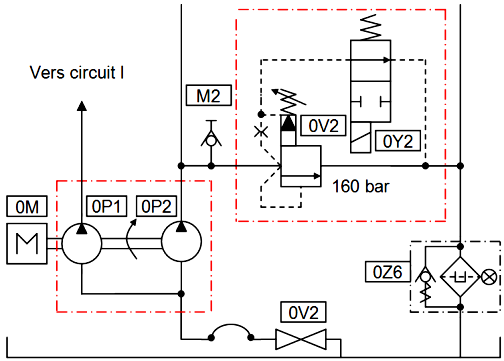 Vers circuit I
M2
0V2
0Y2
160 bar
0M
0P1
0P2
M
0Z6
0V2